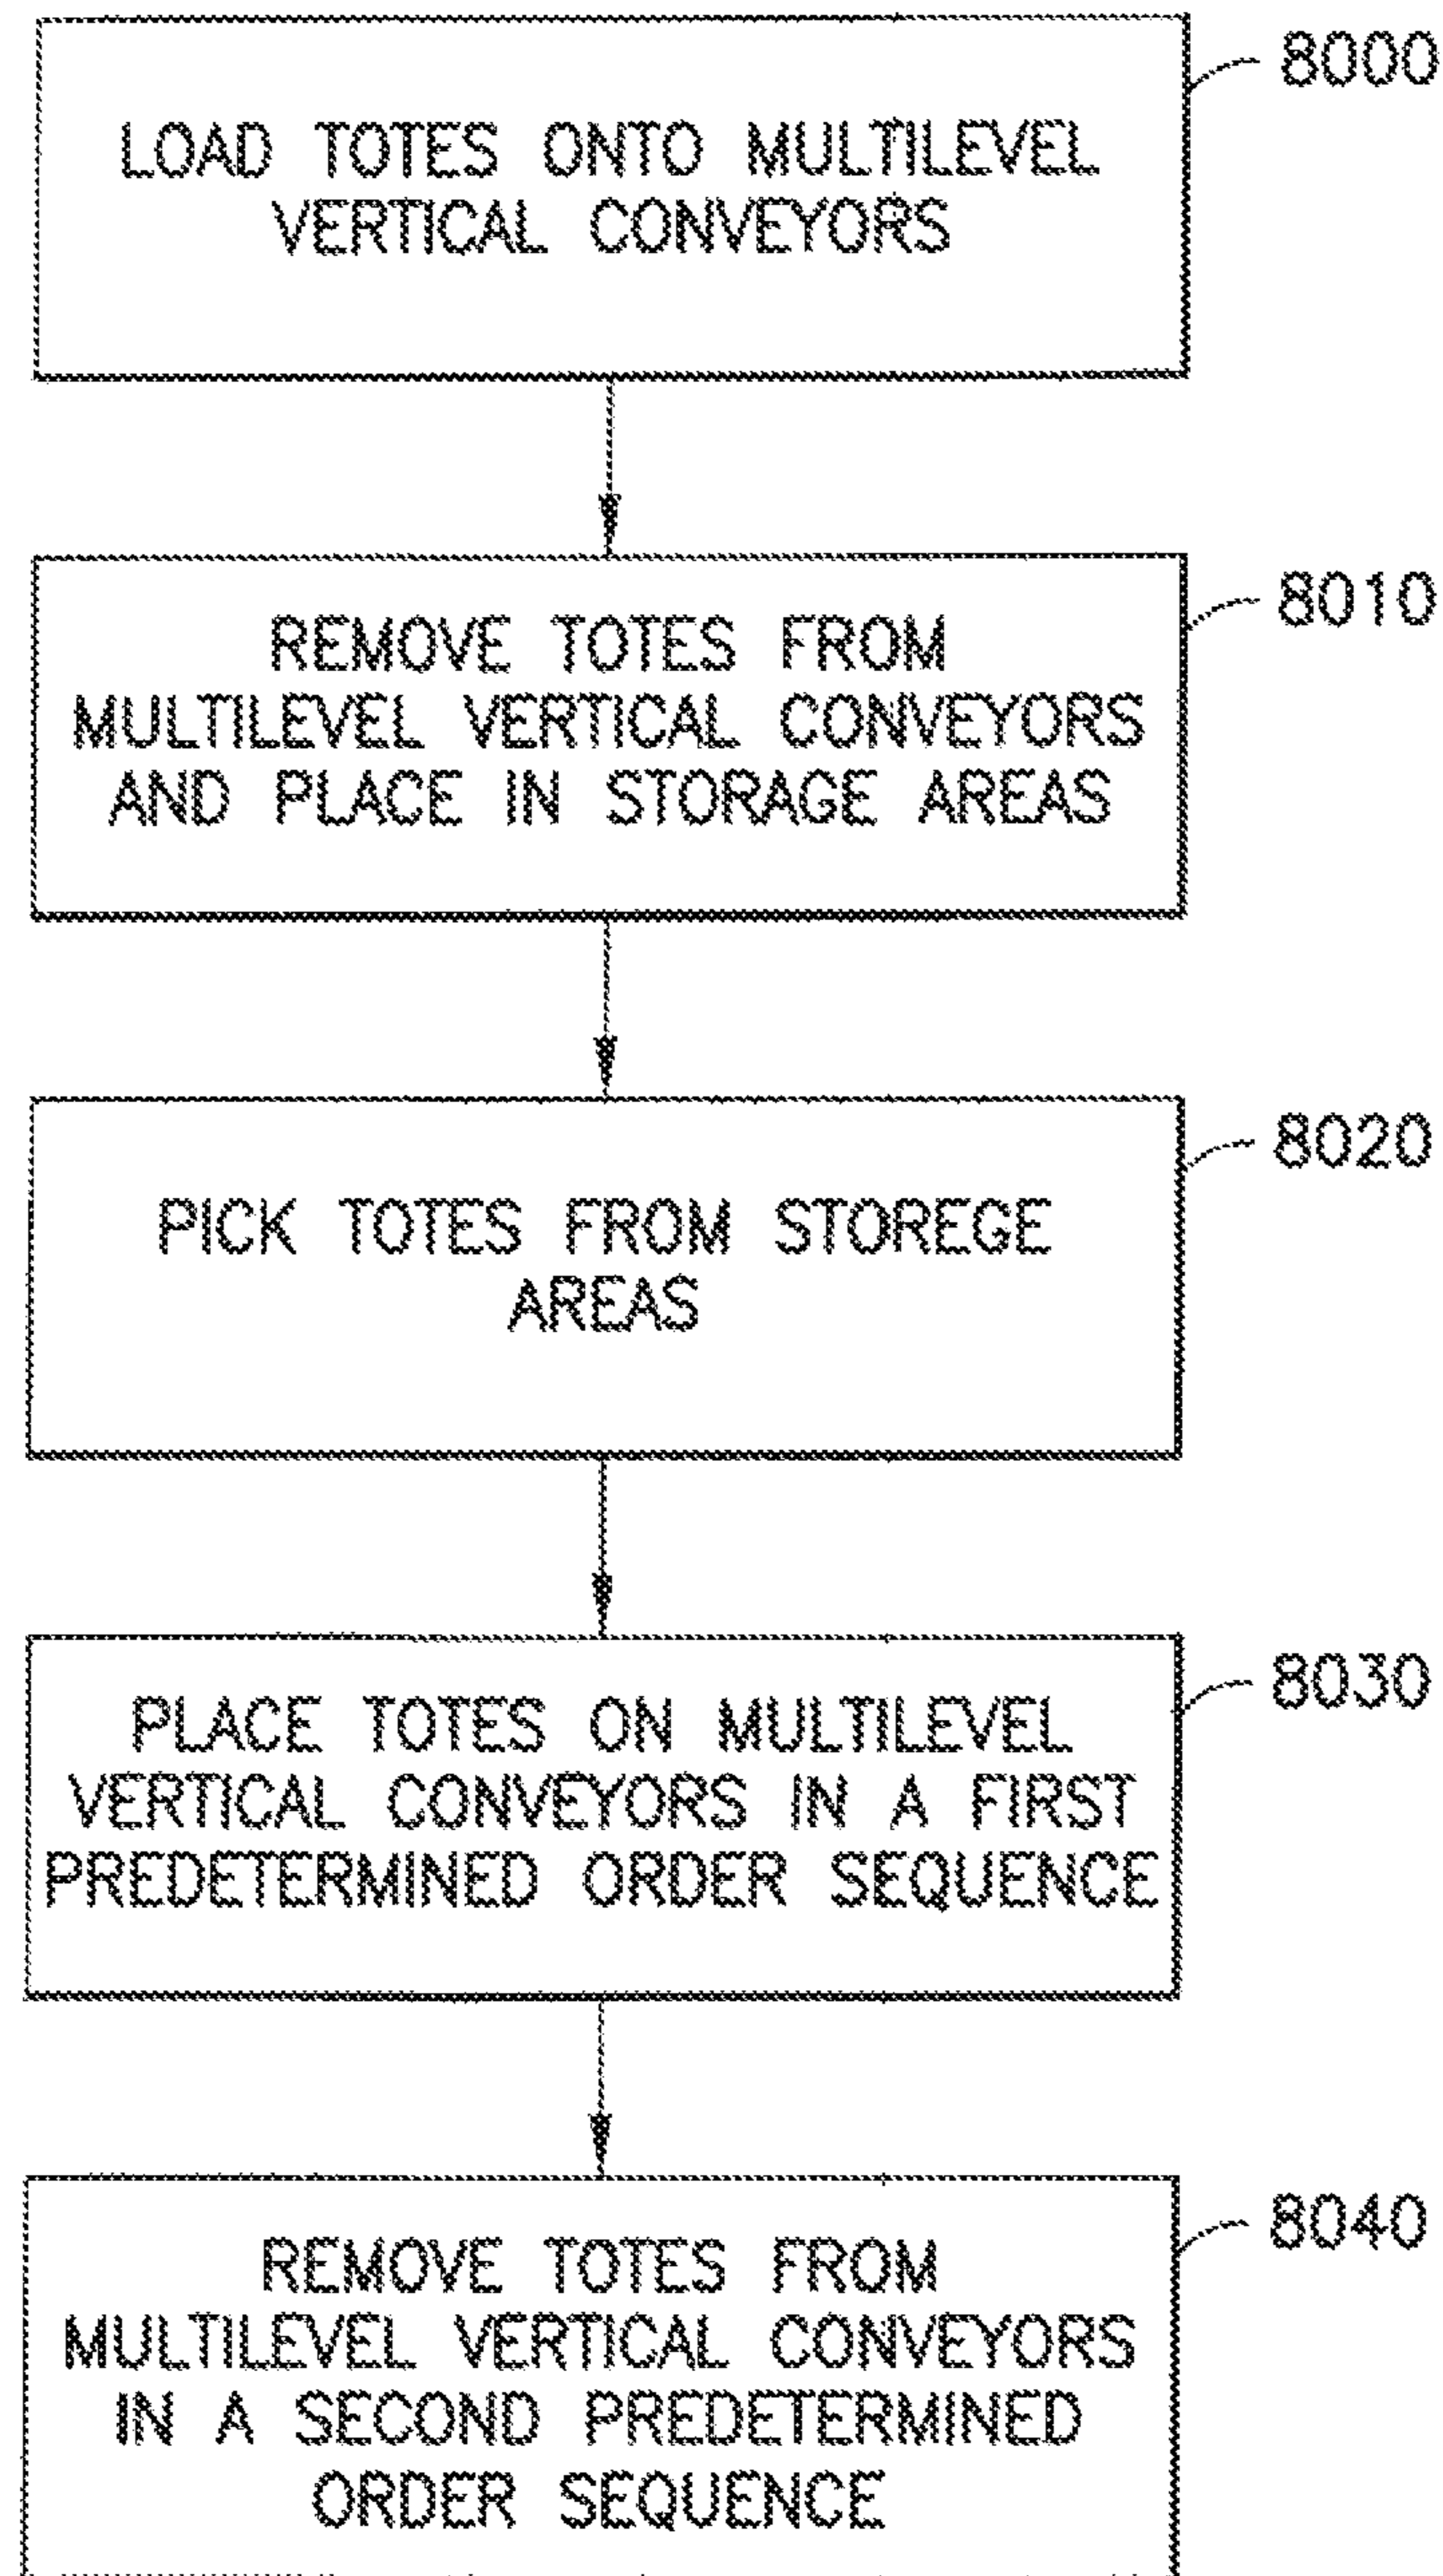 8000
LOAD TOTES ONTO MULTILEVEL
VERTICAL CONVEYORS
8010
REMOVE TOTES FROM
MULTILEVEL VERTICAL CONVEYORS
AND PLACE IN STORAGE AREAS
8020
PICK TOTES FROM STOREGE
AREAS
8030
PLACE TOTES ON MULTILEVEL
VERTICAL CONVEYORS IN A FIRST
PREDETERMINED ORDER SEQUENCE
8040
REMOVE TOTES FROM
MULTILEVEL VERTICAL CONVEYORS
IN A SECOND PREDETERMINED
ORDER SEQUENCE